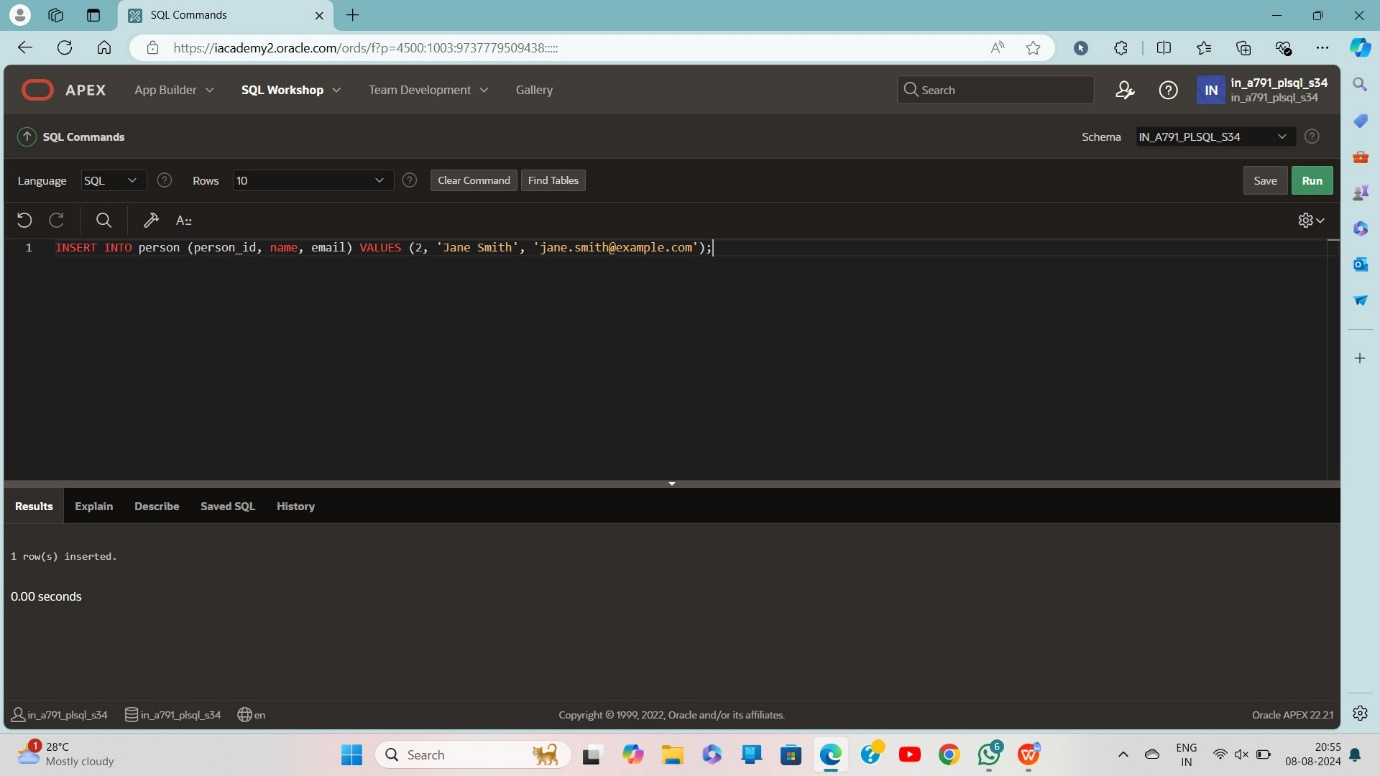 SQL Commands
https://iacademy2.oracle.com/ords/f?p=4500:1003:9737779509438:::::
APEX App Builder SQL Workshop Team Development Gallery Search IN in_a791_plsql_s34
in_a791_plsql_s34
SQL Commands Schema IN_A791_PLSQL_S34
Language SQL Rows 10 Clear Command Find Tables Save Run
A::
1 INSERT INTO person (person_id, name, email) VALUES (2, 'Jane Smith', 'jane.smith@example.com');
Results Explain Describe Saved SQL History
1 row(s) inserted.
0.00 seconds
in_a791_plsql_s34 in_a791_plsql_s34 en Copyright © 1999, 2022, Oracle and/or its affiliates. Oracle APEX 22.2.1
1 28°C
Mostly cloudy
Search
6
ENG
IN
20:55
08-08-2024